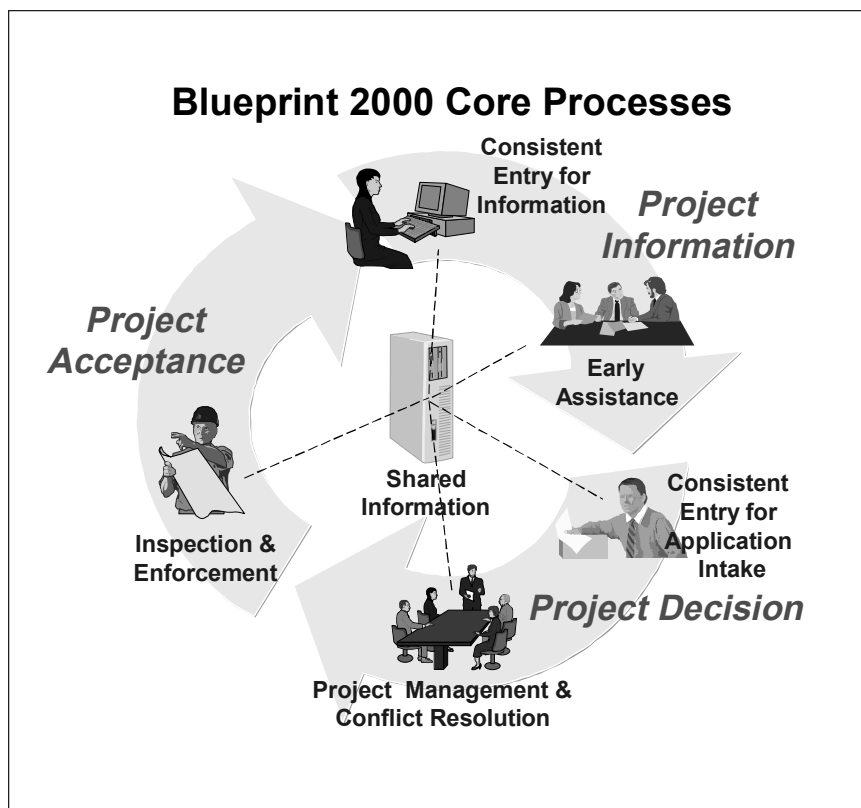 Blueprint 2000 Core Processes
Consistent
Entry for
Information
Project
Information
Early
Assistance
Consistent
Entry for
Application
Intake
Project Decision
Project Management &
Conflict Resolution
Inspection &
Enforcement
Project
Acceptance
Shared
Information